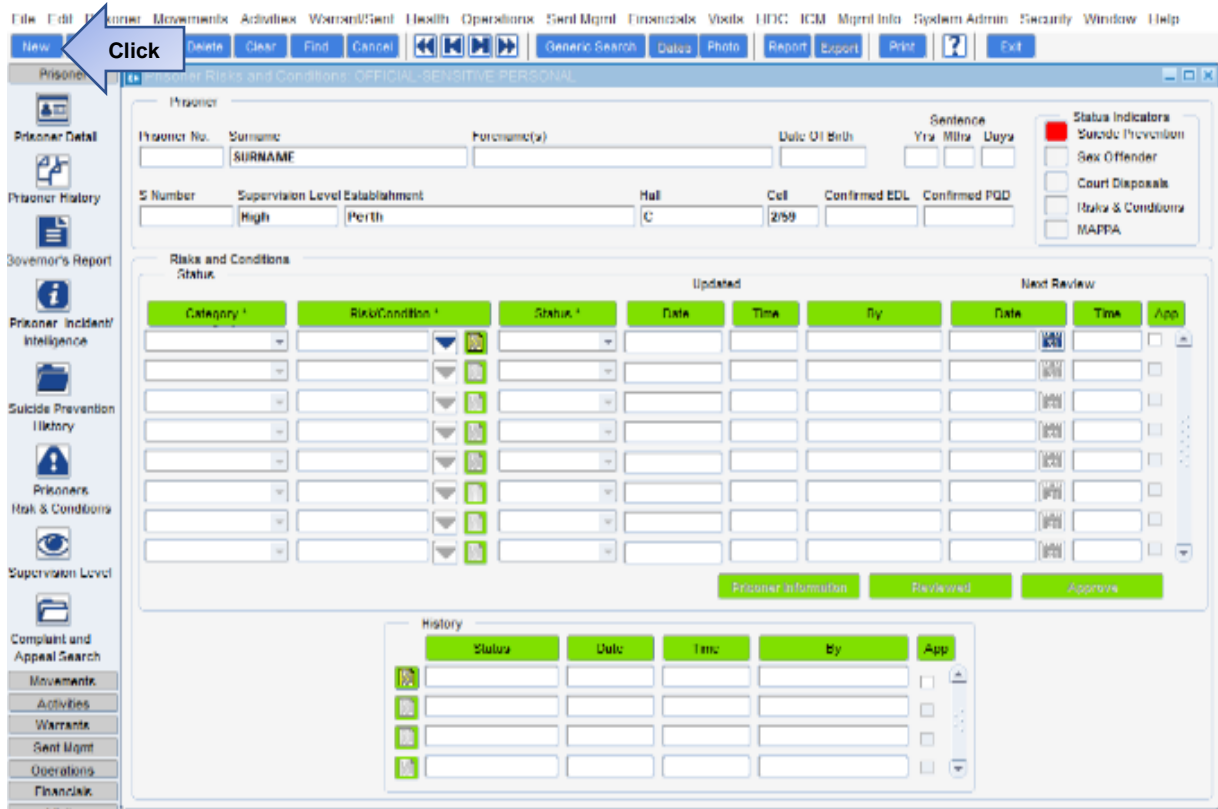 File Edit Prisoner Movements Activities Warrant/Sent Health Operations Sent Mgmt Financials Visits HDC ICM Mgmt Info System Admin Security Window Help
New Click Delete Clear Find Cancel Generic Search Dates Photo Report Export Print ? Exit
Prisoner
Prisoner Risks and Conditions: OFFICIAL-SENSITIVE PERSONAL
Prisoner Detail
Prisoner History
Governor's Report
Prisoner Incident/
Intelligence
Suicide Prevention
History
Prisoners
Risk & Conditions
Supervision Level
Complaint and
Appeal Search
Movements
Activities
Warrants
Sent Mgmt
Operations
Financials
Prisoner
Prisoner No. Surname Forename(s) Date Of Birth
Sentence
Yrs Mths Days
SURNAME
S Number Supervision Level Establishment Hall Cell Confirmed EDL Confirmed PQD
High Perth C 2/59
Status Indicators
Suicide Prevention
Sex Offender
Court Disposals
Risks & Conditions
MAPPA
Risks and Conditions
Status
Updated Next Review
Category * Risk/Condition * Status * Date Time By Date Time App
Prisoner Information Reviewed Approve
History
Status Date Time By App